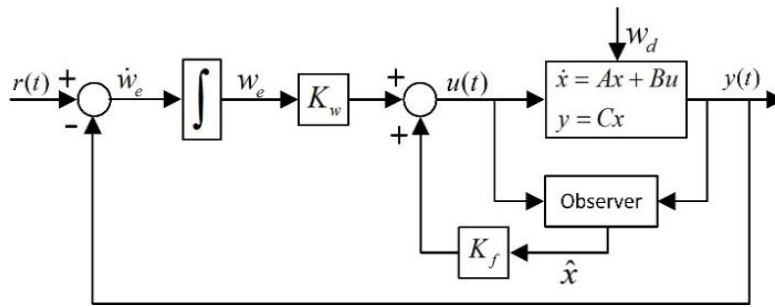 w_d
r(t) + ẇ_e ∫ w_e K_w + u(t) ẋ = Ax + Bu y(t)
- + y = Cx
Observer
K_f x̂